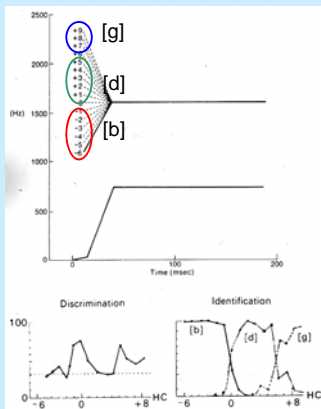 2500
+9
[g]
+8
+7
2000
+5
+4
[d]
+3
+2
+1
(Hz)
1500
-2
[b]
-3
-4
-5
1000
-6
500
0
0
100
200
Time (msec)
Discrimination
Identification
100
[b]
[d]
[g]
0
-6
0
+8
HC
-6
0
+8
HC